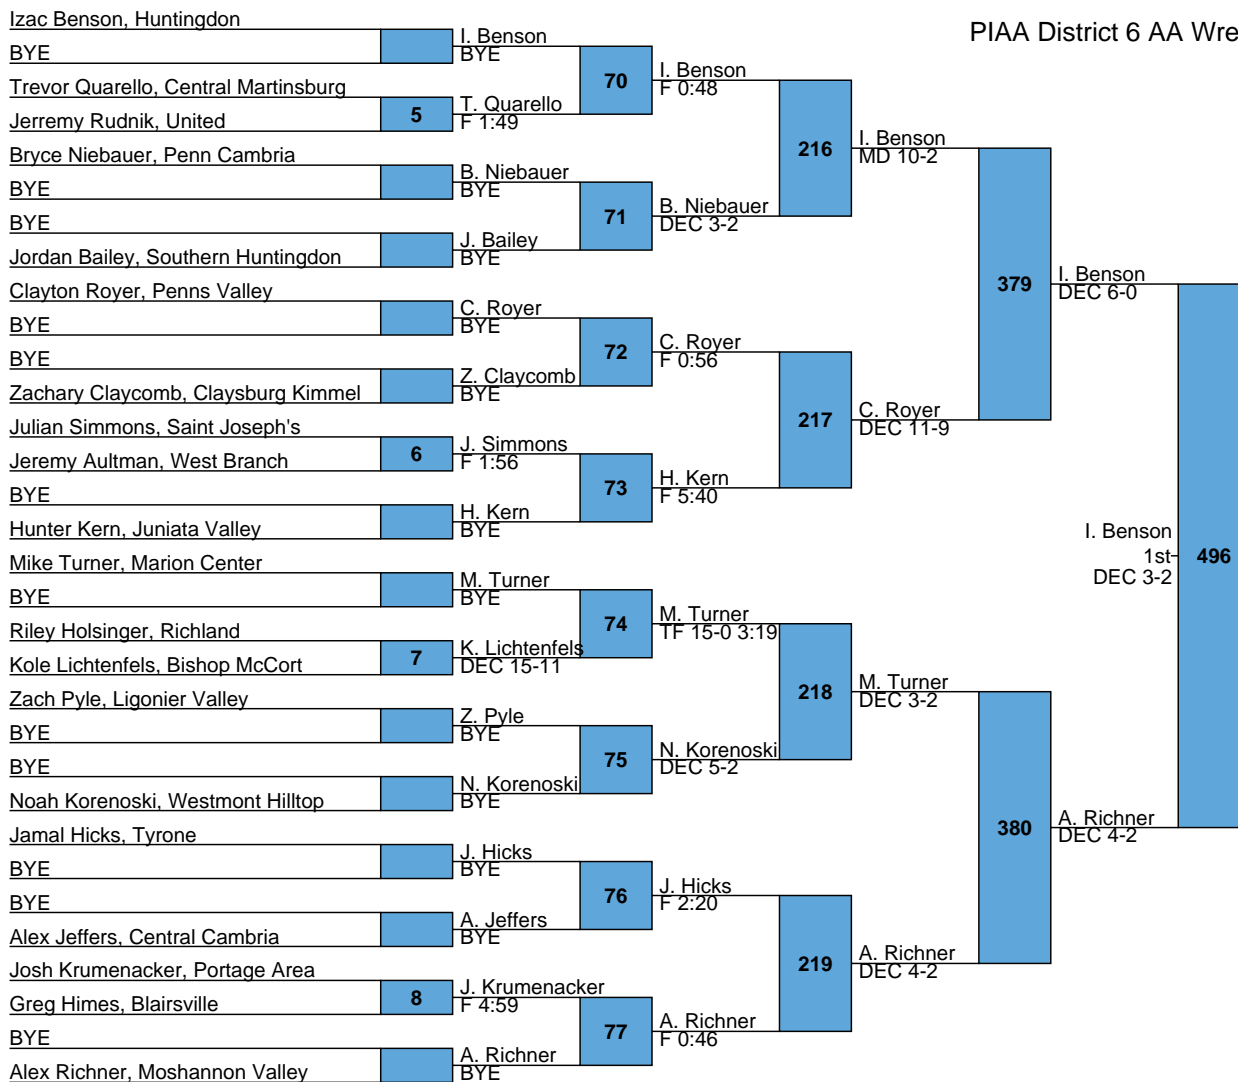 Izac Benson, Huntingdon
BYE
Trevor Quarello, Central Martinsburg
Jerremy Rudnik, United
Bryce Niebauer, Penn Cambria
BYE
BYE
Jordan Bailey, Southern Huntingdon
Clayton Royer, Penns Valley
BYE
BYE
Zachary Claycomb, Claysburg Kimmel
Julian Simmons, Saint Joseph's
Jeremy Aultman, West Branch
BYE
Hunter Kern, Juniata Valley
Mike Turner, Marion Center
BYE
Riley Holsinger, Richland
Kole Lichtenfels, Bishop McCort
Zach Pyle, Ligonier Valley
BYE
BYE
Noah Korenoski, Westmont Hilltop
Jamal Hicks, Tyrone
BYE
BYE
Alex Jeffers, Central Cambria
Josh Krumenacker, Portage Area
Greg Himes, Blairsville
BYE
Alex Richner, Moshannon Valley
5
6
7
8
I. Benson
BYE
T. Quarello
F 1:49
B. Niebauer
BYE
J. Bailey
BYE
C. Royer
BYE
Z. Claycomb
BYE
J. Simmons
F 1:56
H. Kern
BYE
M. Turner
BYE
K. Lichtenfels
DEC 15-11
Z. Pyle
BYE
N. Korenoski
BYE
J. Hicks
BYE
A. Jeffers
BYE
J. Krumenacker
F 4:59
A. Richner
BYE
70
71
72
73
74
75
76
77
I. Benson
F 0:48
B. Niebauer
DEC 3-2
C. Royer
F 0:56
H. Kern
F 5:40
M. Turner
TF 15-0 3:19
N. Korenoski
DEC 5-2
J. Hicks
F 2:20
A. Richner
F 0:46
216
217
218
219
I. Benson
MD 10-2
C. Royer
DEC 11-9
M. Turner
DEC 3-2
A. Richner
DEC 4-2
379
380
I. Benson
DEC 6-0
A. Richner
DEC 4-2
496
I. Benson
1st
DEC 3-2
PIAA District 6 AA Wre